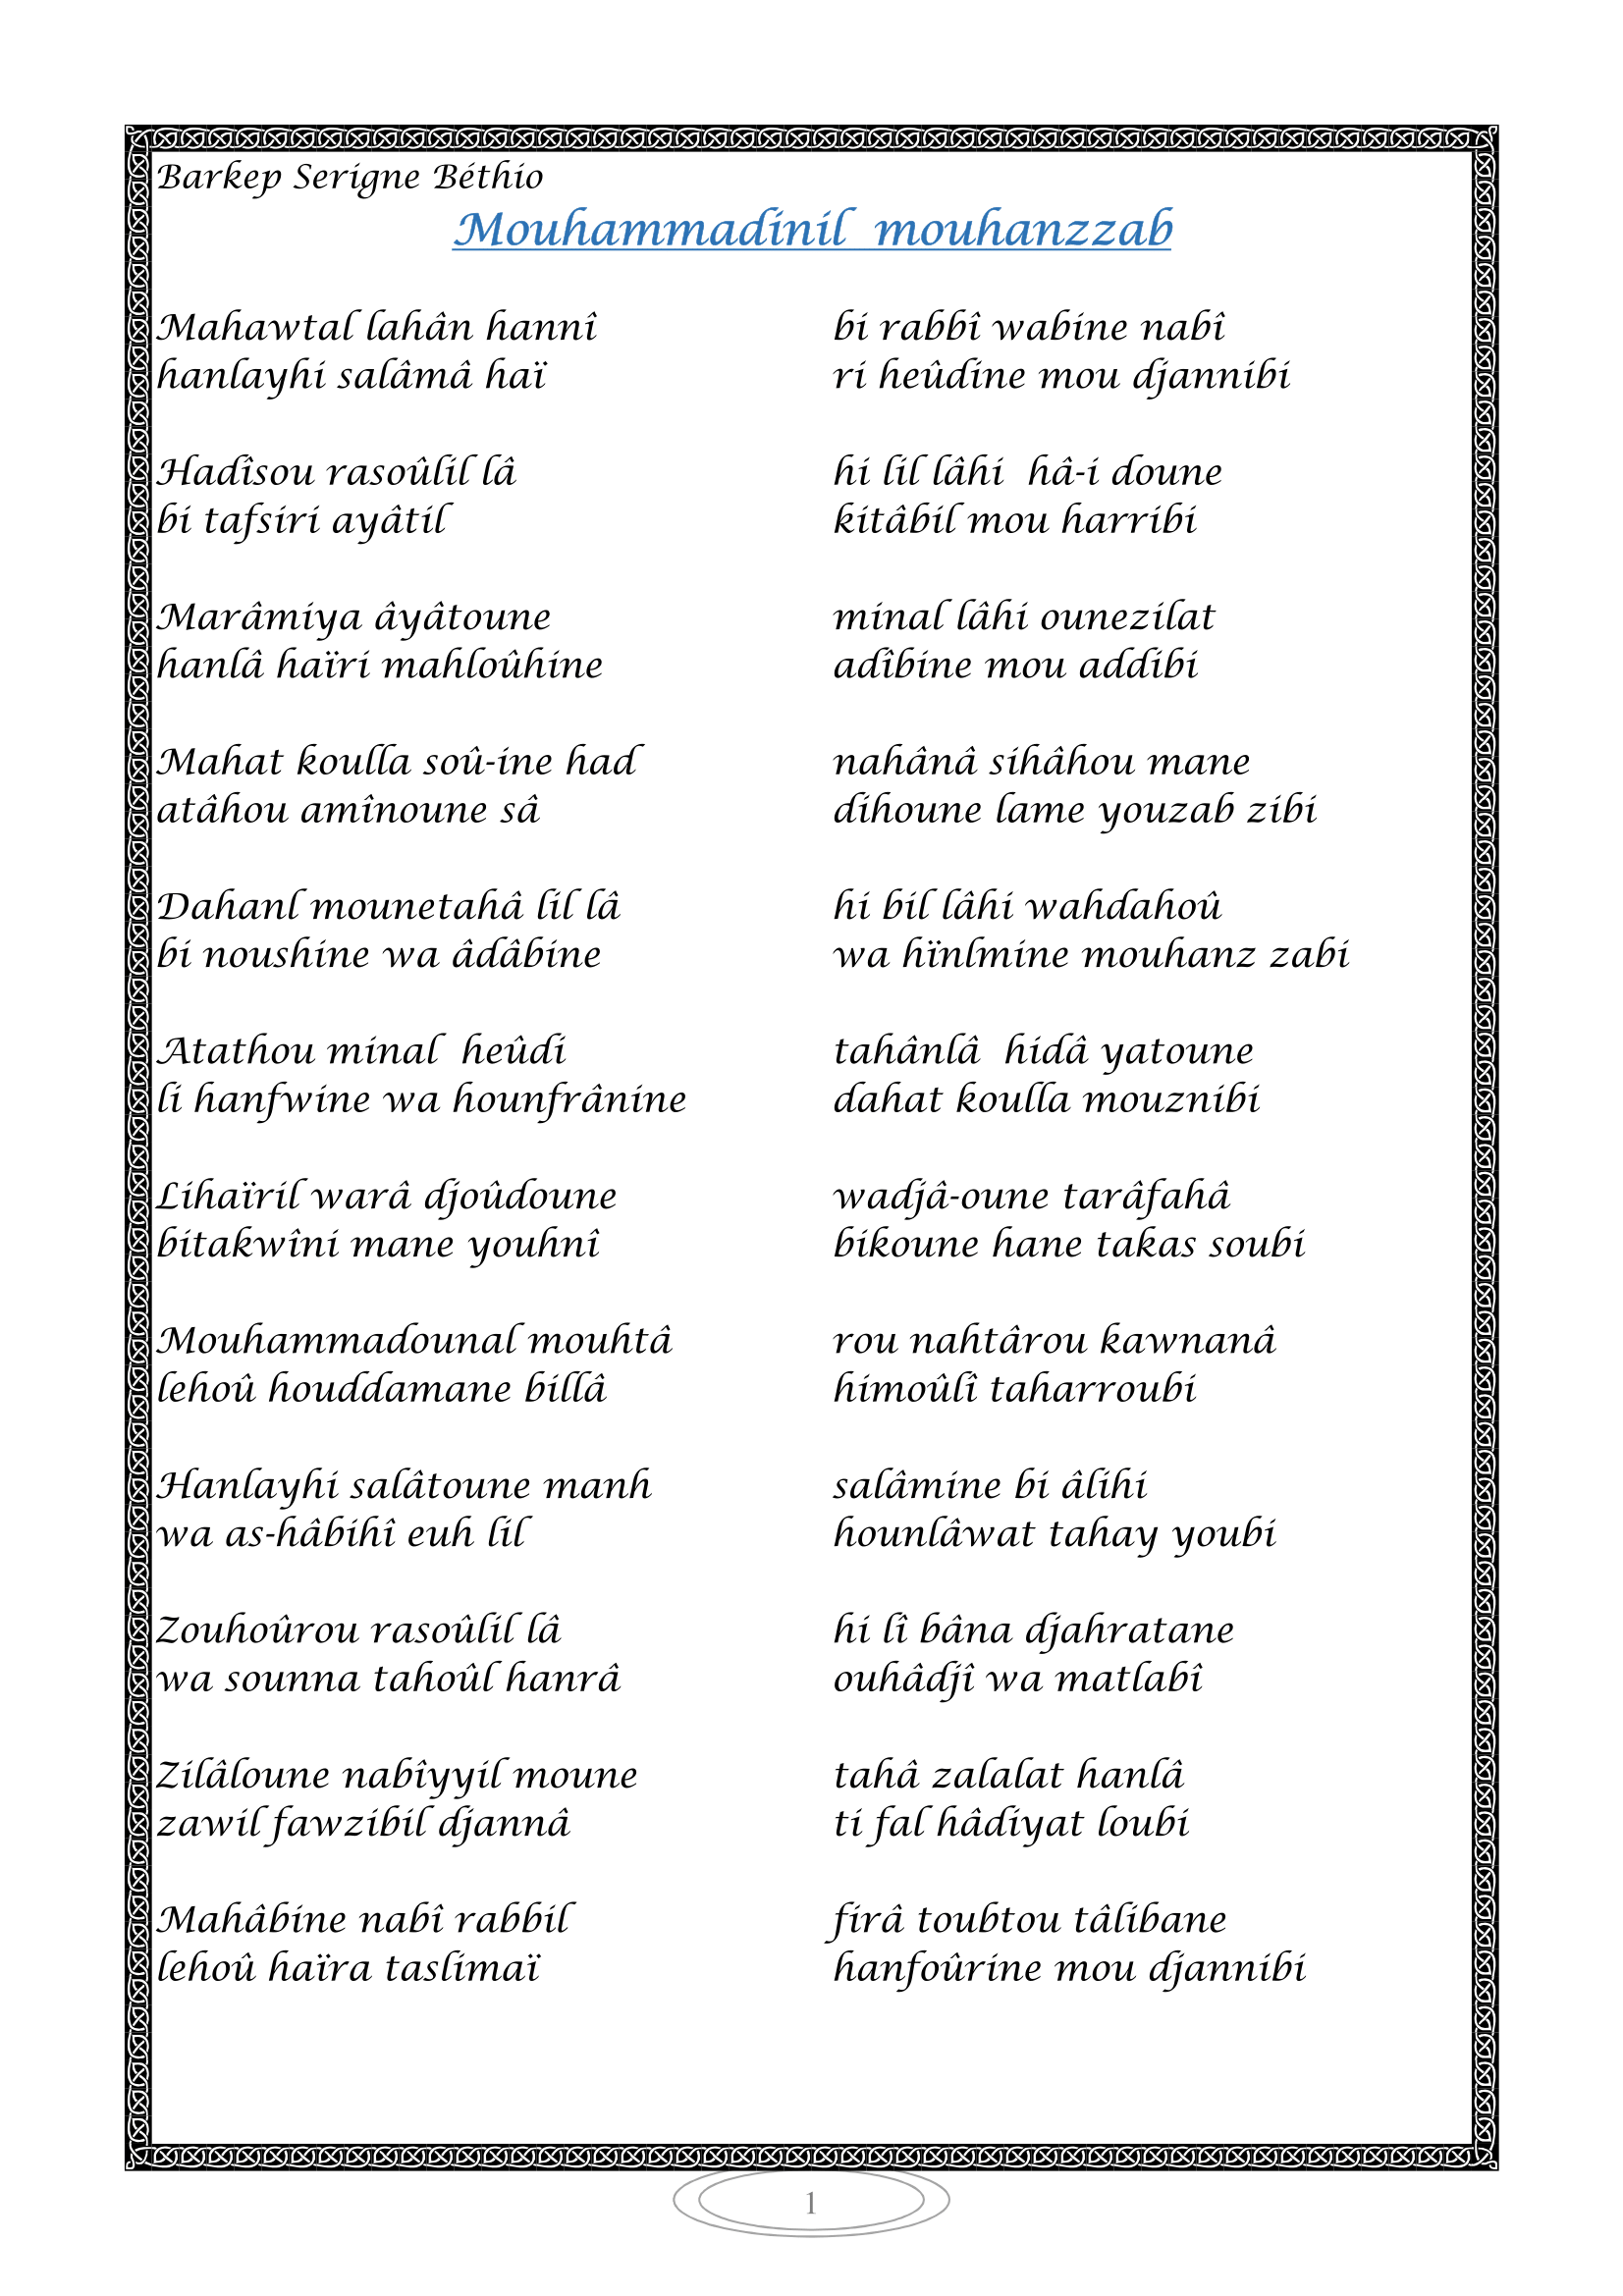 Barkep Serigne Béthio
Mouhammadinil mouhanzzab
Mahawtal lahân hannî bi rabbî wabine nabî
hanlayhi salâmâ haï ri heûdine mou djannibi
Hadîsou rasoûlil lâ hi lil lâhi hâ-i doune
bi tafsiri ayâtil kitâbil mou harribi
Marâmiya âyâtoune minal lâhi ounezilat
hanlâ haïri mahloûhine adîbine mou addibi
Mahat koulla soû-ine had nahânâ sihâhou mane
atâhou amînoune sâ dihoune lame youzab zibi
Dahanl mounetahâ lil lâ hi bil lâhi wahdahoû
bi noushine wa âdâbine wa hïnlmine mouhanz zabi
Atathou minal heûdi tahânlâ hidâ yatoune
li hanfwine wa hounfrânine dahat koulla mouznibi
Lihaïril warâ djoûdoune wadjâ-oune tarâfahâ
bitakwîni mane youhnî bikoune hane takas soubi
Mouhammadounal mouhtâ rou nahtârou kawnanâ
lehoû houddamane billâ himoûlî taharroubi
Hanlayhi salâtoune manh salâmine bi âlihi
wa as-hâbihî euh lil hounlâwat tahay youbi
Zouhoûrou rasoûlil lâ hi lî bâna djahratane
wa sounna tahoûl hanrâ ouhâdjî wa matlabî
Zilâloune nabîyyil moune tahâ zalalat hanlâ
zawil fawzibil djannâ ti fal hâdiyat loubi
Mahâbine nabî rabbil firâ toubtou tâlibane
lehoû haïra taslimaï hanfoûrine mou djannibi
1